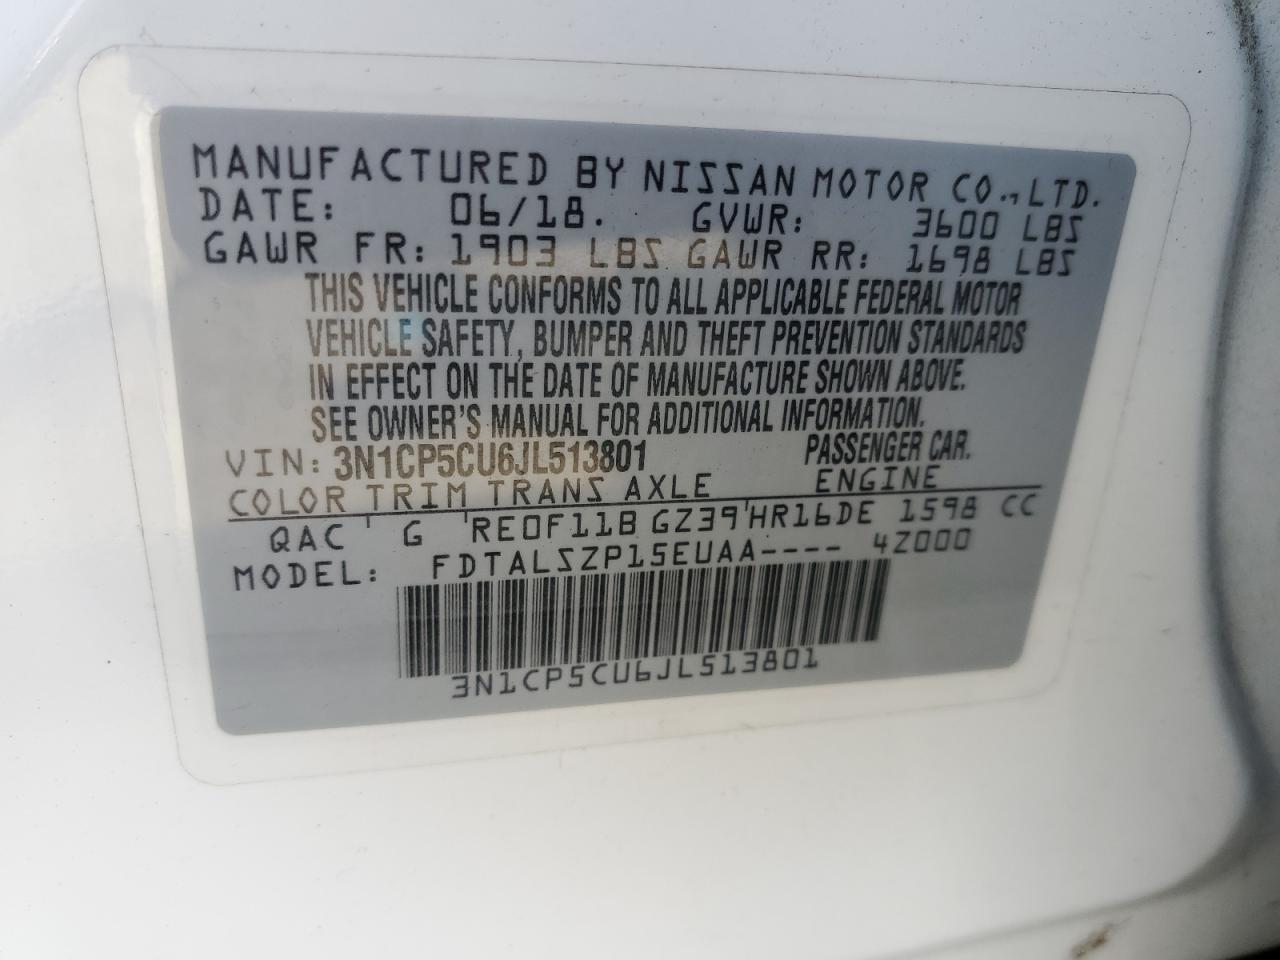 MANUFACTURED BY NISSAN MOTOR CO., LTD.
DATE: 06/18. GVWR: 3600 LBS
GAWR FR: 1903 LBS GAWR RR: 1698 LBS
THIS VEHICLE CONFORMS TO ALL APPLICABLE FEDERAL MOTOR
VEHICLE SAFETY, BUMPER AND THEFT PREVENTION STANDARDS
IN EFFECT ON THE DATE OF MANUFACTURE SHOWN ABOVE.
SEE OWNER'S MANUAL FOR ADDITIONAL INFORMATION.
VIN: 3N1CP5CU6JL513801 PASSENGER CAR.
COLOR TRIM TRANS AXLE ENGINE
QAC ' G ' RE0F11B GZ39 ' HR16DE 1598 CC
MODEL: FDTALSZP15EUAA---- 4Z000
3N1CP5CU6JL513801